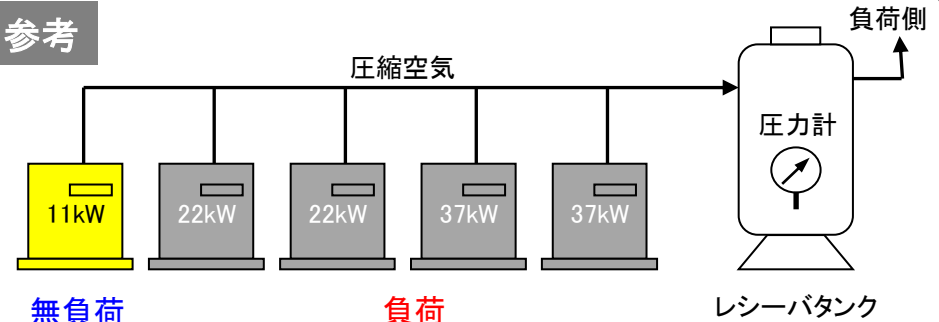 参考
負荷側
圧縮空気
圧力計
11kW
22kW
22kW
37kW
37kW
無負荷
負荷
レシーバタンク